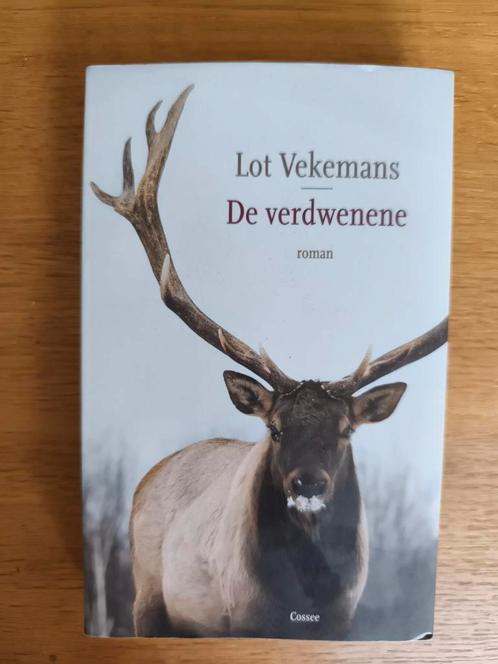 Lot Vekemans
De verdwenene
roman
Cossee